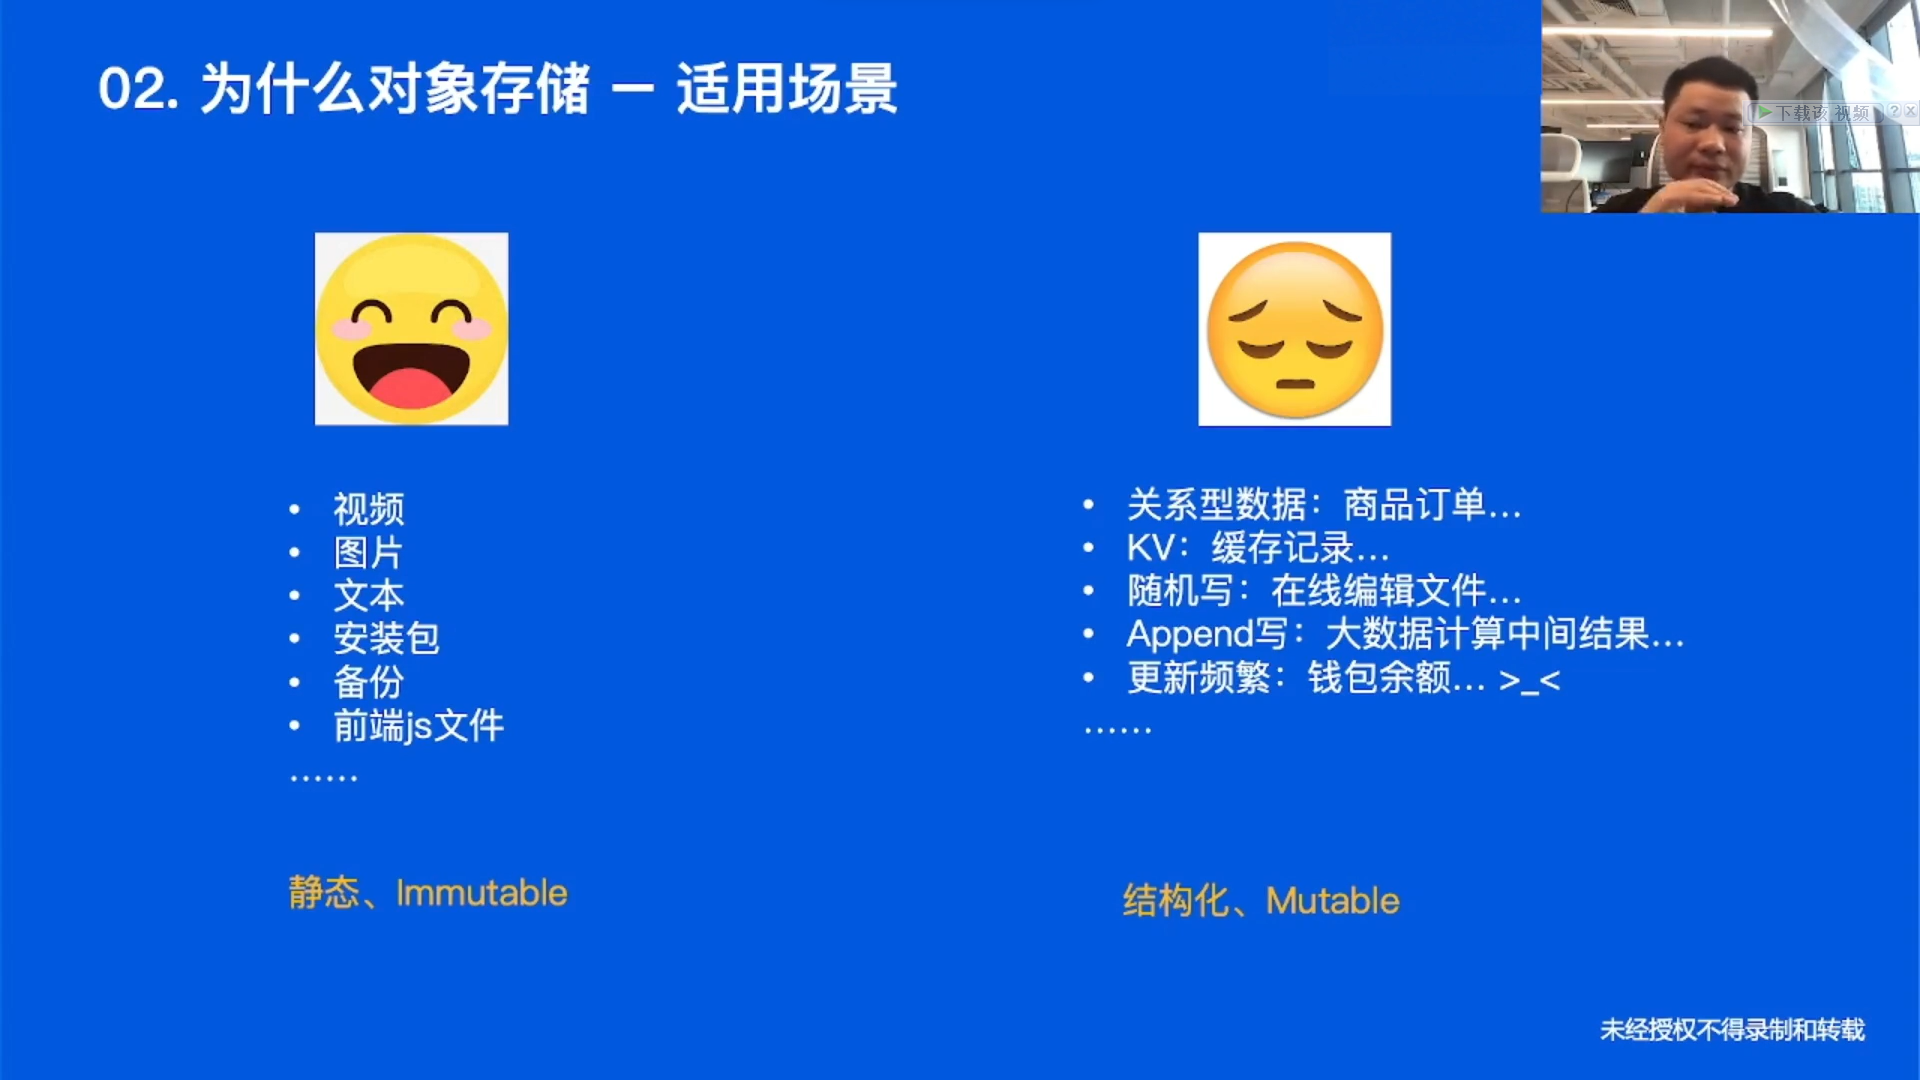 02. 为什么对象存储 － 适用场景
下载该 视频
• 视频
• 图片
• 文本
• 安装包
• 备份
• 前端js文件
……
静态、Immutable
• 关系型数据：商品订单...
• KV：缓存记录...
• 随机写：在线编辑文件...
• Append写：大数据计算中间结果...
• 更新频繁：钱包余额... >_<
……
结构化、Mutable
未经授权不得录制和转载